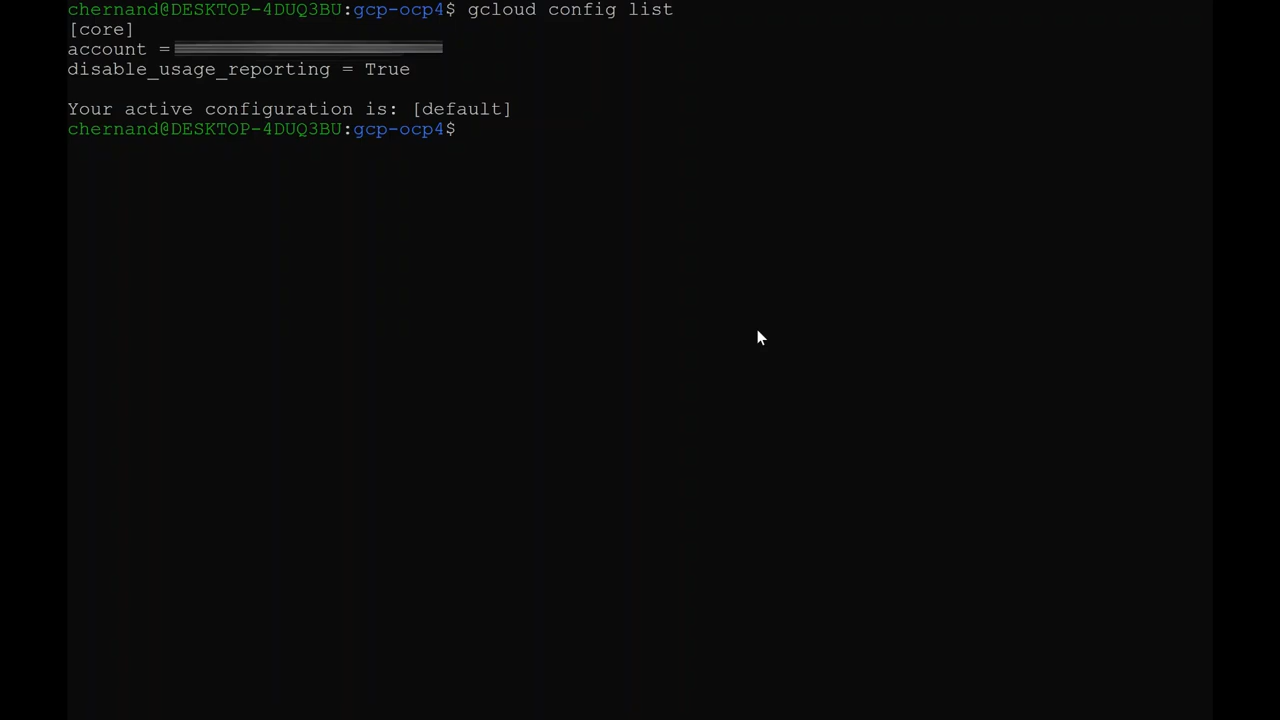 chernand@DESKTOP-4DUQ3BU:gcp-ocp4$ gcloud config list
[core]
account =
disable_usage_reporting = True
Your active configuration is: [default]
chernand@DESKTOP-4DUQ3BU:gcp-ocp4$